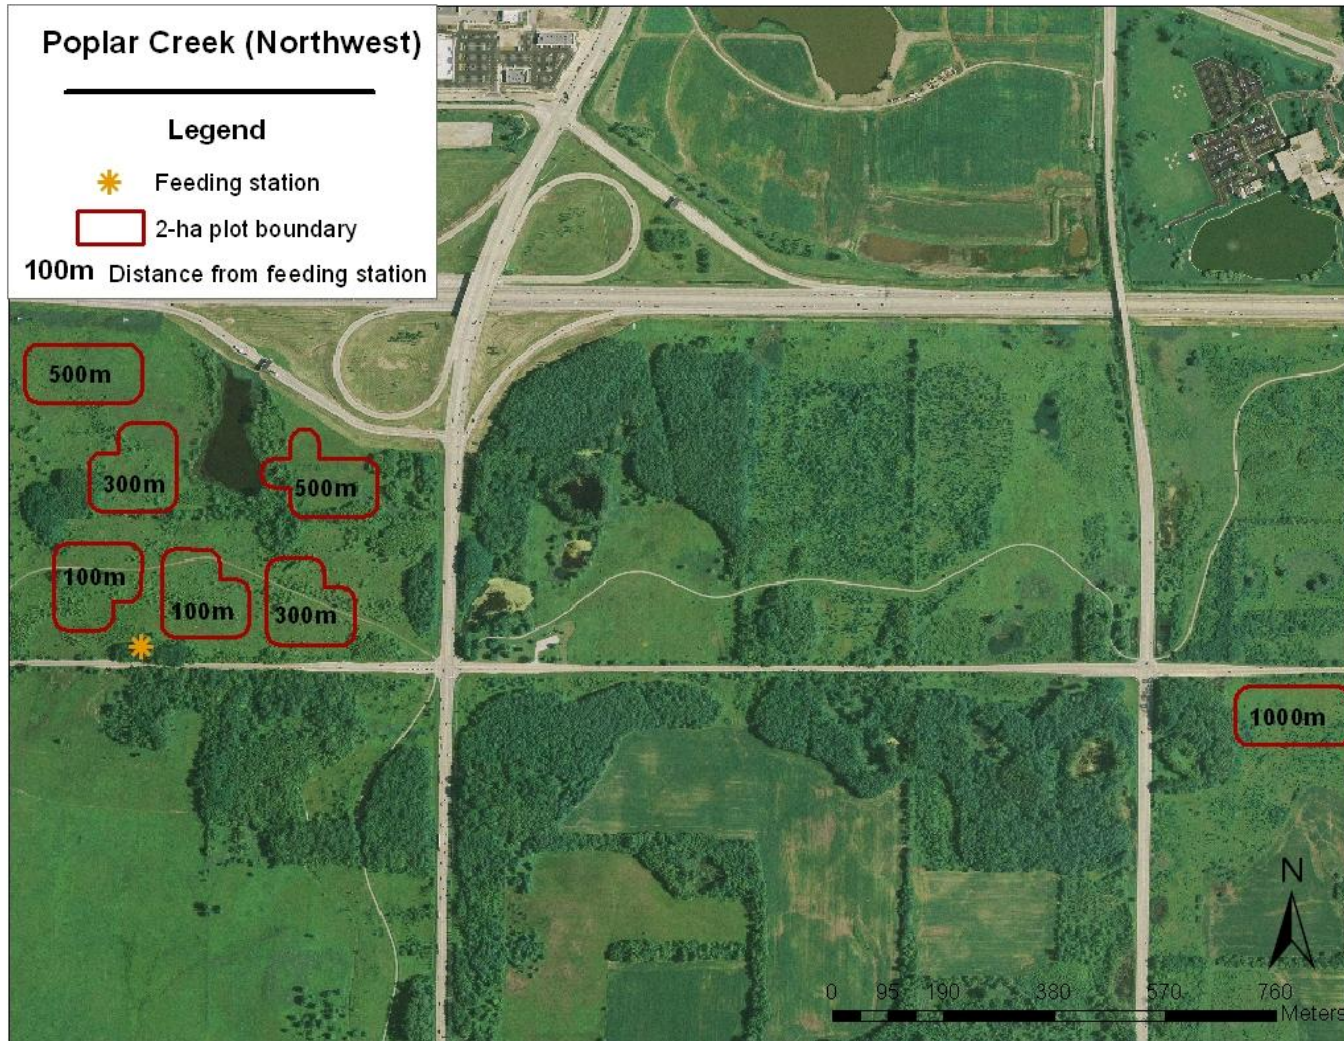 Poplar Creek (Northwest)
Legend
Feeding station
2-ha plot boundary
100m Distance from feeding station
500m
300m
500m
100m
100m
300m
1000m
N
0 95 190 380 570 760
Meters